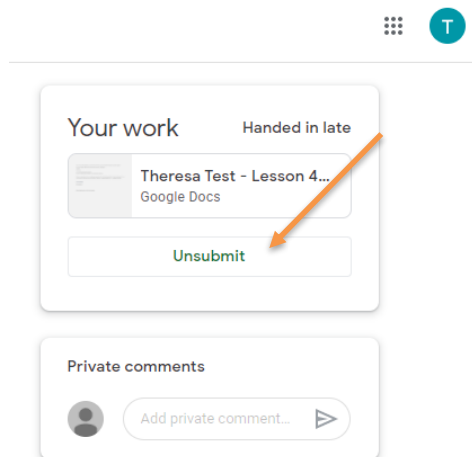 T
Your work Handed in late
Theresa Test - Lesson 4...
Google Docs
Unsubmit
Private comments
Add private comment...